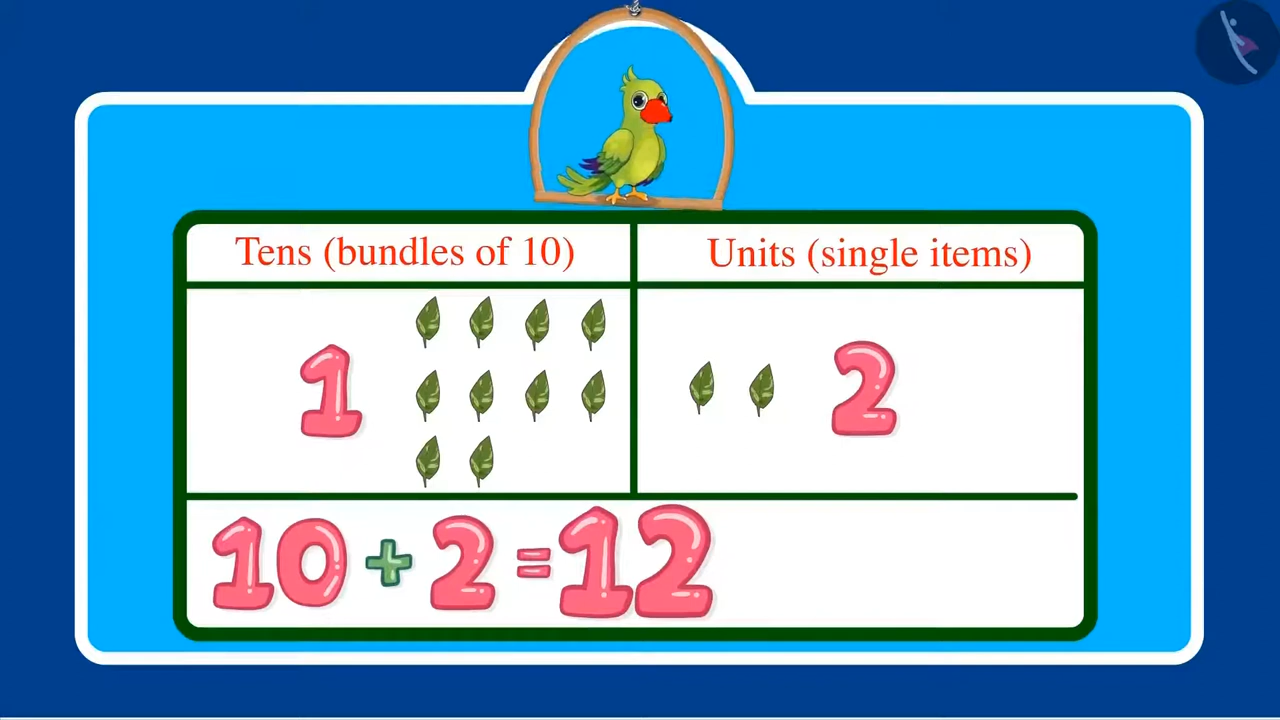 Tens (bundles of 10)
Units (single items)
1
2
10 + 2 = 12